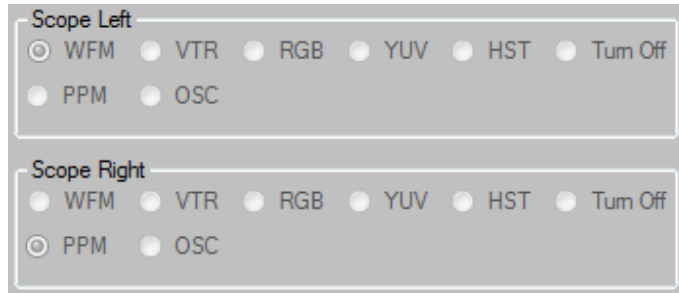 Scope Left
WFM VTR RGB YUV HST Turn Off
PPM OSC
Scope Right
WFM VTR RGB YUV HST Turn Off
PPM OSC